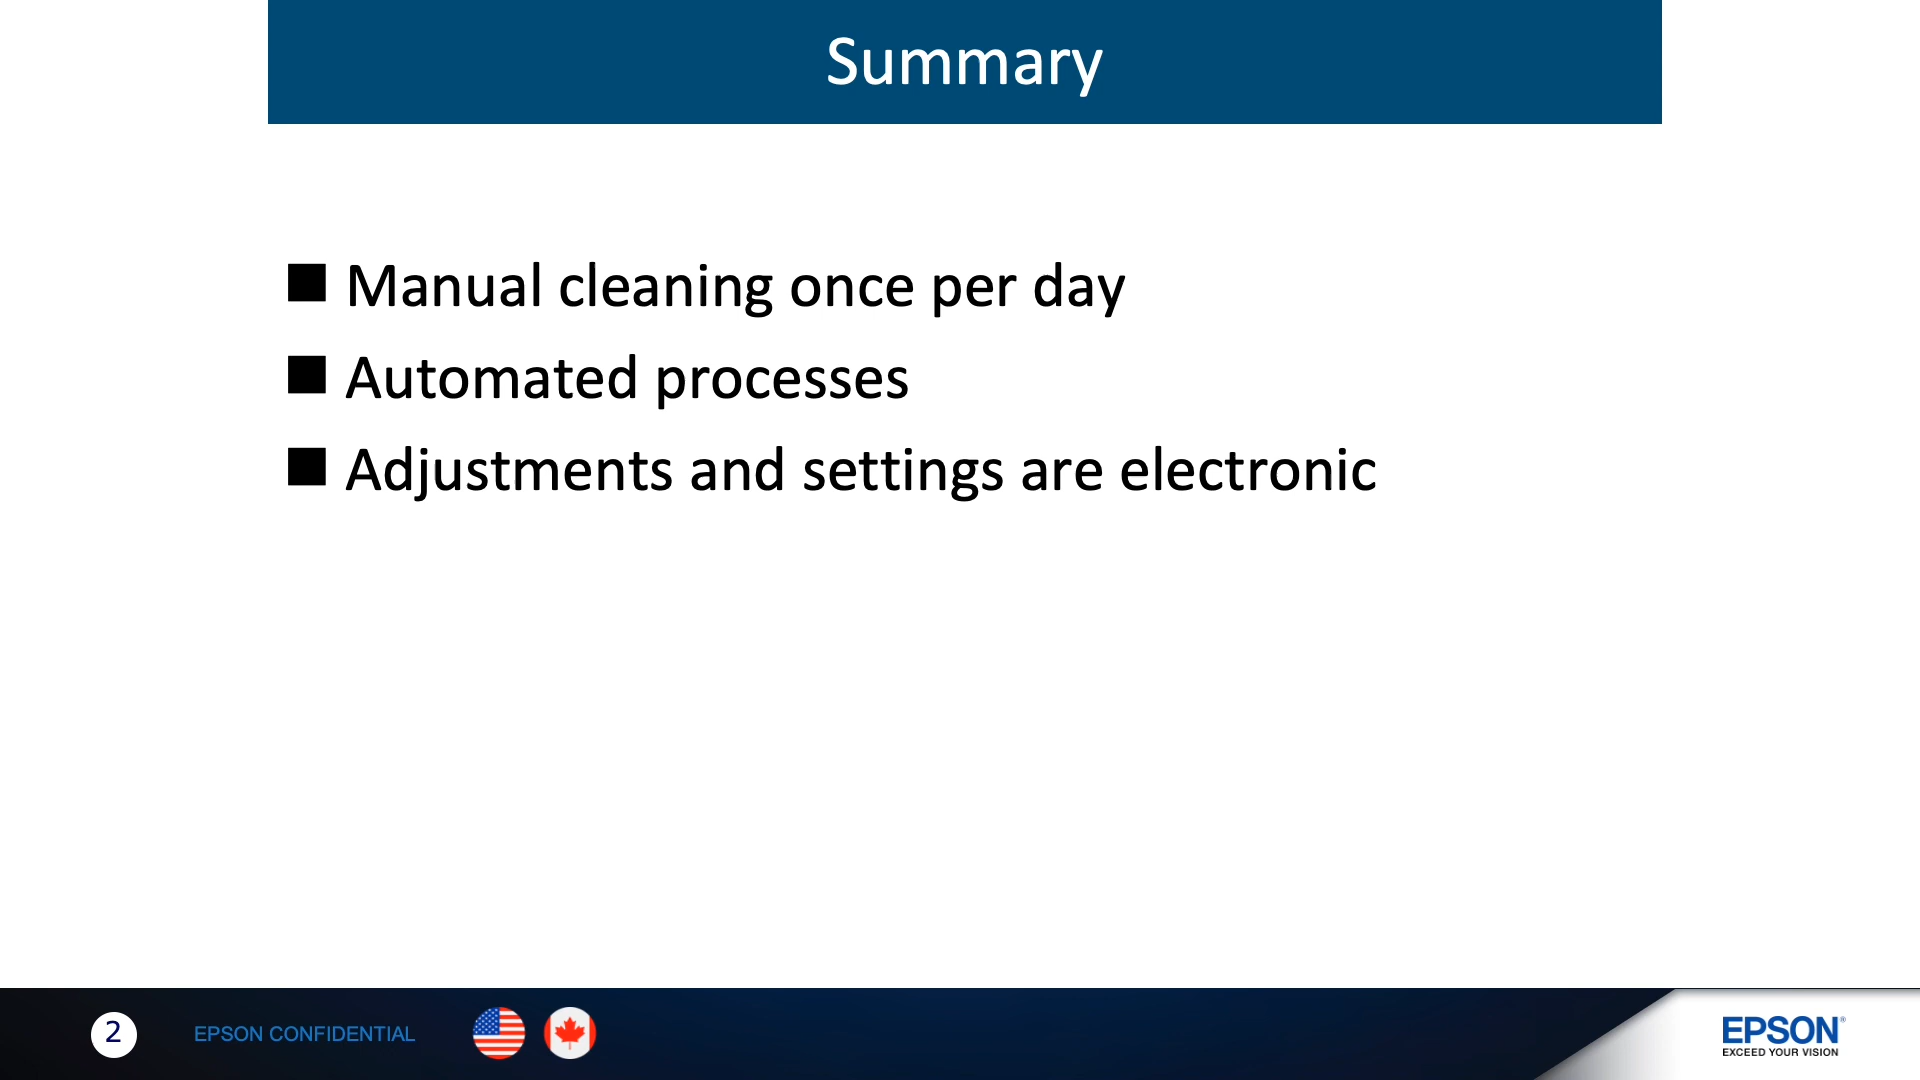 Summary
■ Manual cleaning once per day
■ Automated processes
■ Adjustments and settings are electronic
2
EPSON CONFIDENTIAL
EPSON®
EXCEED YOUR VISION